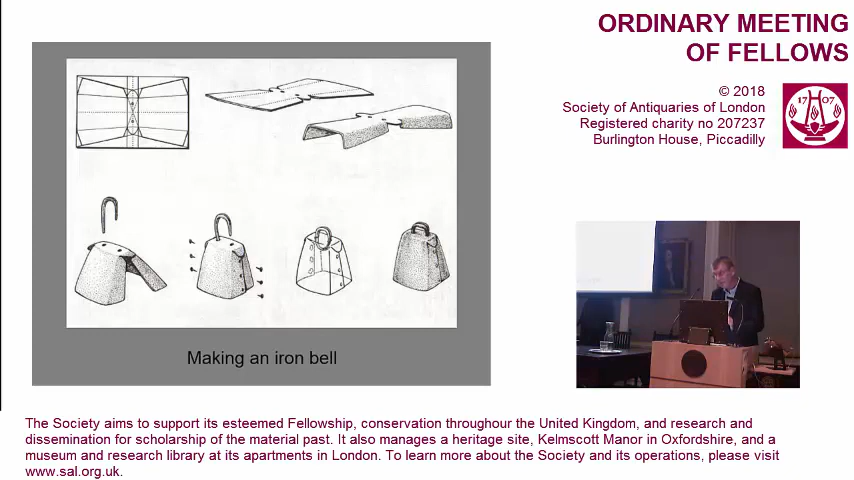 ORDINARY MEETING
OF FELLOWS
© 2018
Society of Antiquaries of London
Registered charity no 207237
Burlington House, Piccadilly
17 07
Making an iron bell
The Society aims to support its esteemed Fellowship, conservation throughour the United Kingdom, and research and
dissemination for scholarship of the material past. It also manages a heritage site, Kelmscott Manor in Oxfordshire, and a
museum and research library at its apartments in London. To learn more about the Society and its operations, please visit
www.sal.org.uk.